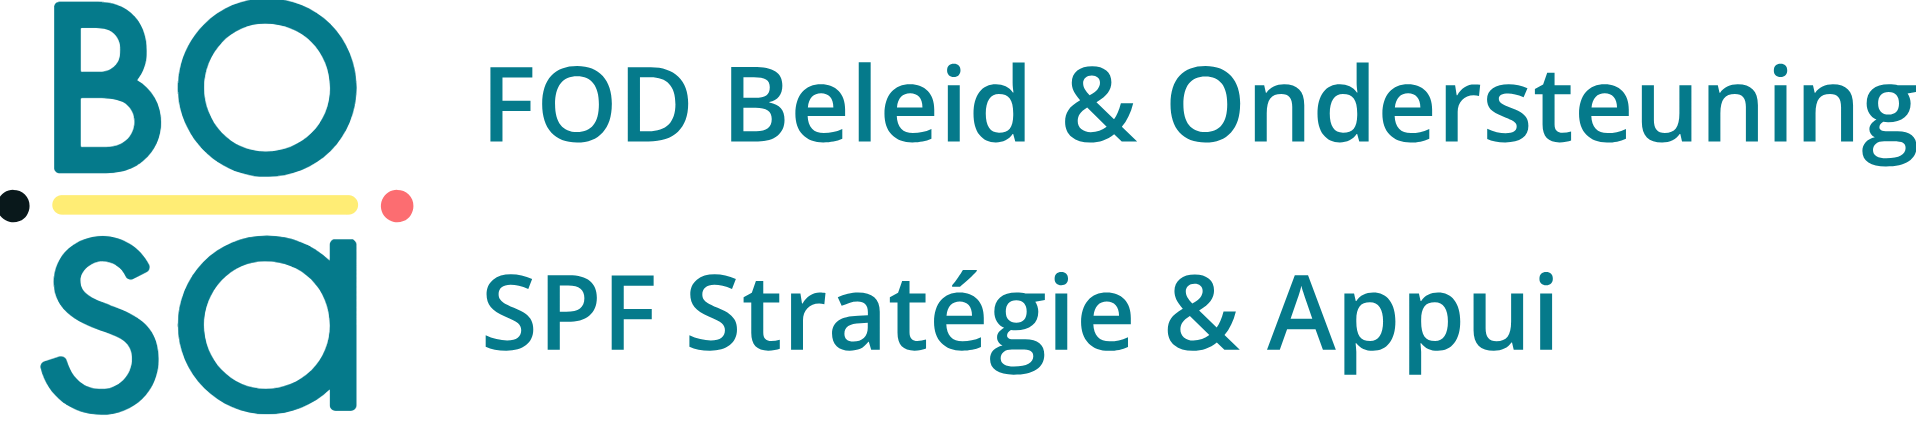 BO
sa
FOD Beleid & Ondersteuning
SPF Stratégie & Appui